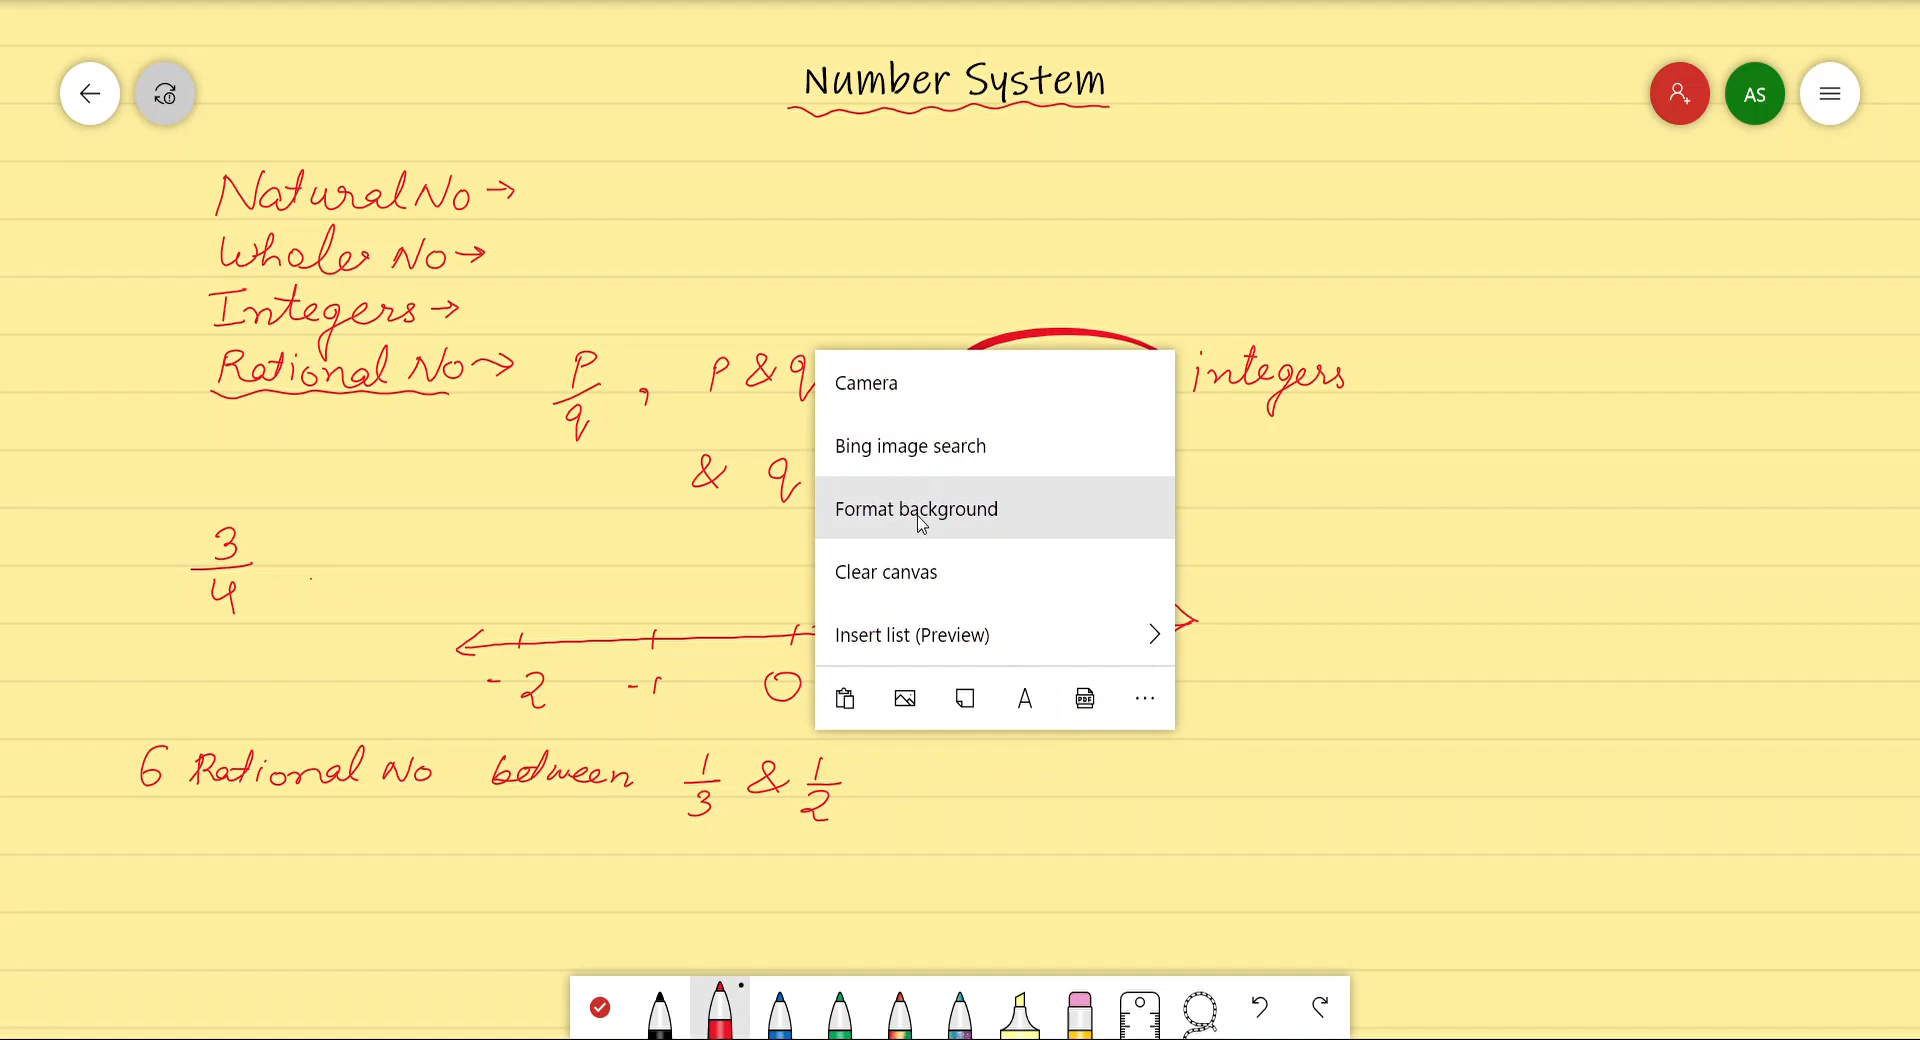 Number System
AS
Natural No →
Whole No →
Integers →
Rational No → p/q , p & q integers
& q
3/4
-2 -1 0
6 Rational No between 1/3 & 1/2
Camera
Bing image search
Format background
Clear canvas
Insert list (Preview)
A
PDF